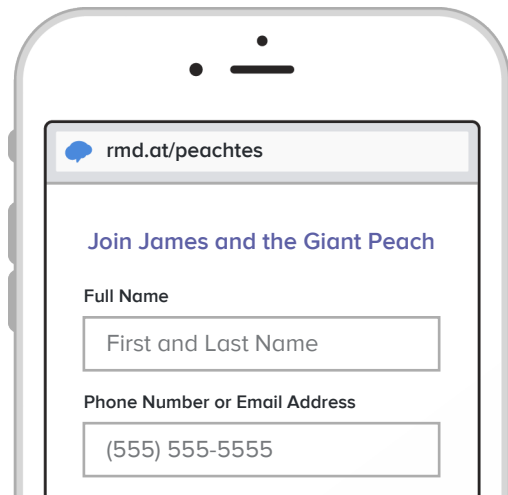 rmd.at/peachtes
Join James and the Giant Peach
Full Name
First and Last Name
Phone Number or Email Address
(555) 555-5555